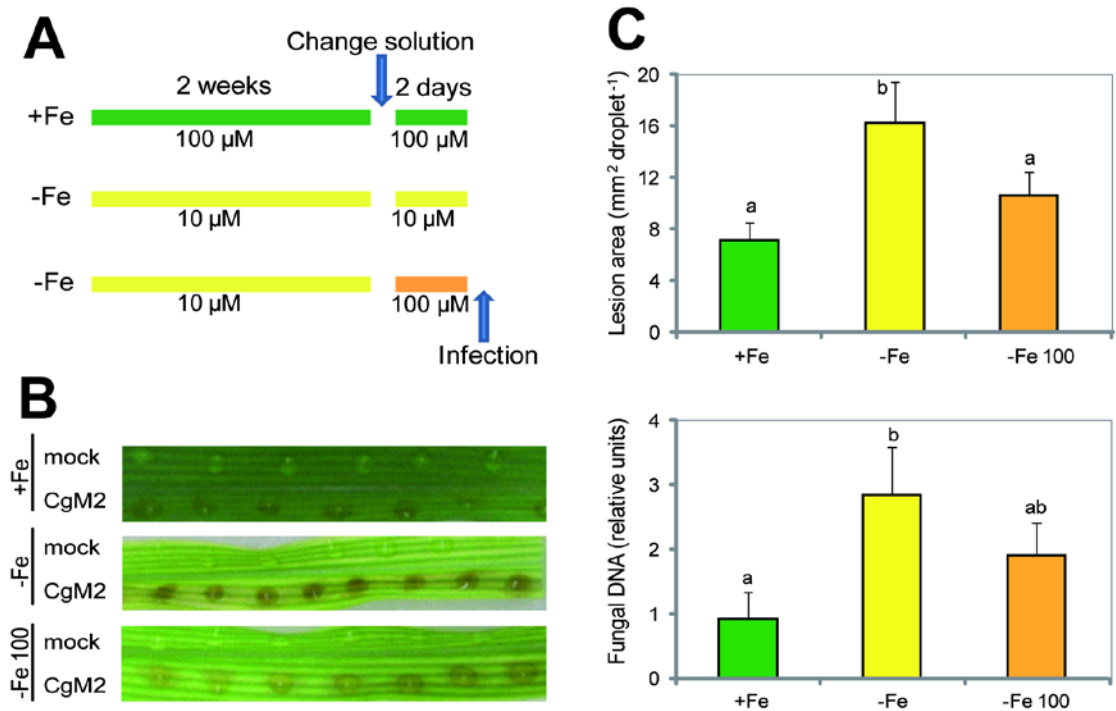 A
Change solution
2 weeks
2 days
+Fe
100 µM
100 µM
-Fe
10 µM
10 µM
-Fe
10 µM
100 µM
Infection
B
+Fe
mock
CgM2
-Fe
mock
CgM2
-Fe 100
mock
CgM2
C
Lesion area (mm² droplet⁻¹)
20
16
12
8
4
0
a
b
a
+Fe
-Fe
-Fe 100
Fungal DNA (relative units)
4
3
2
1
0
a
b
ab
+Fe
-Fe
-Fe 100